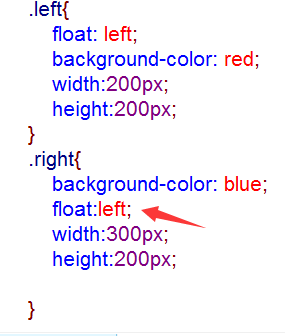 .left{
float: left;
background-color: red;
width:200px;
height:200px;
}
.right{
background-color: blue;
float:left;
width:300px;
height:200px;
}